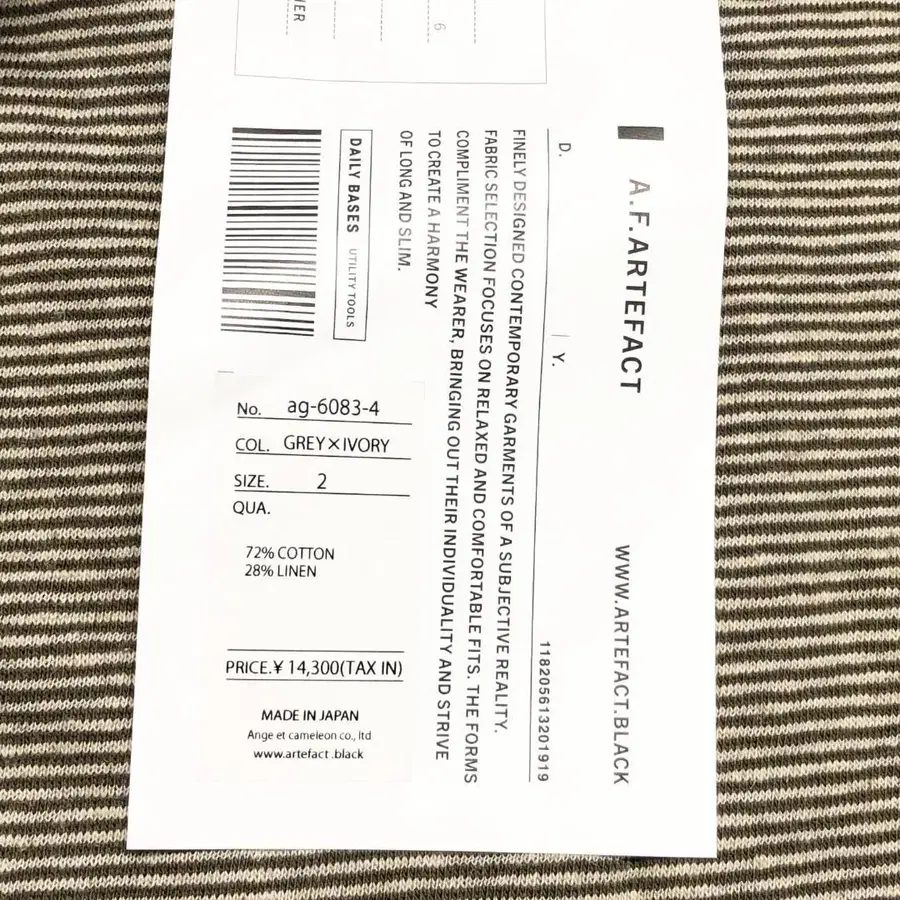 A.F.ARTEFACT
WWW.ARTEFACT.BLACK
D.
Y.
118205613201919
FINELY DESIGNED CONTEMPORARY GARMENTS OF A SUBJECTIVE REALITY.
FABRIC SELECTION FOCUSES ON RELAXED AND COMFORTABLE FITS. THE FORMS
COMPLIMENT THE WEARER, BRINGING OUT THEIR INDIVIDUALITY AND STRIVE
TO CREATE A HARMONY
OF LONG AND SLIM.
DAILY BASES UTILITY TOOLS
6
No. ag-6083-4
COL. GREY×IVORY
SIZE. 2
QUA.
72% COTTON
28% LINEN
PRICE.¥ 14,300(TAX IN)
MADE IN JAPAN
Ange et cameleon co., ltd
www.artefact.black